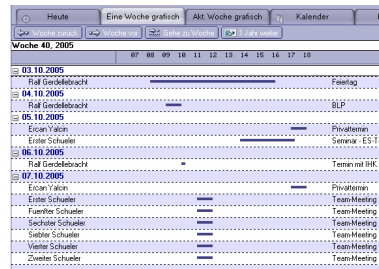 Heute Eine Woche grafisch Akt. Woche grafisch Kalender
Woche zurück Woche vor Gehe zu Woche 1 Jahr weiter
Woche 40, 2005
07 08 09 10 11 12 13 14 15 16 17 18
03.10.2005
Ralf Gerdellebracht Feiertag
04.10.2005
Ralf Gerdellebracht BLP
05.10.2005
Ercan Yalcin Privattermin
Erster Schueler Seminar - ES-T
06.10.2005
Ralf Gerdellebracht Termin mit IHK
07.10.2005
Ercan Yalcin Privattermin
Erster Schueler Team-Meeting
Fuenfter Schueler Team-Meeting
Sechster Schueler Team-Meeting
Siebter Schueler Team-Meeting
Vierter Schueler Team-Meeting
Zweiter Schueler Team-Meeting